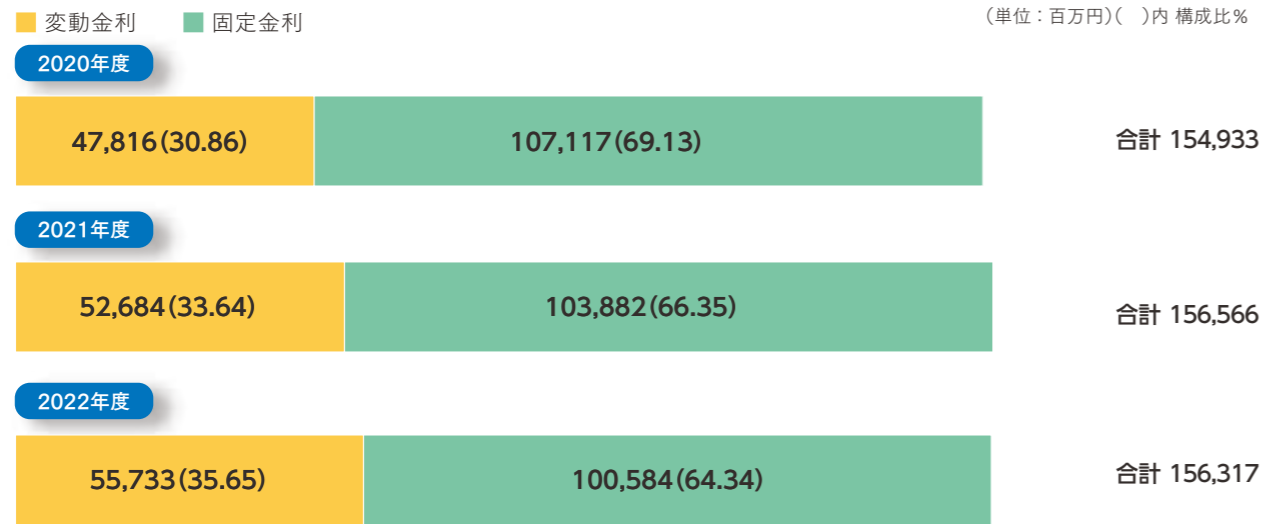 変動金利 固定金利 (単位：百万円)(　)内 構成比%
2020年度
47,816(30.86) 107,117(69.13) 合計 154,933
2021年度
52,684(33.64) 103,882(66.35) 合計 156,566
2022年度
55,733(35.65) 100,584(64.34) 合計 156,317